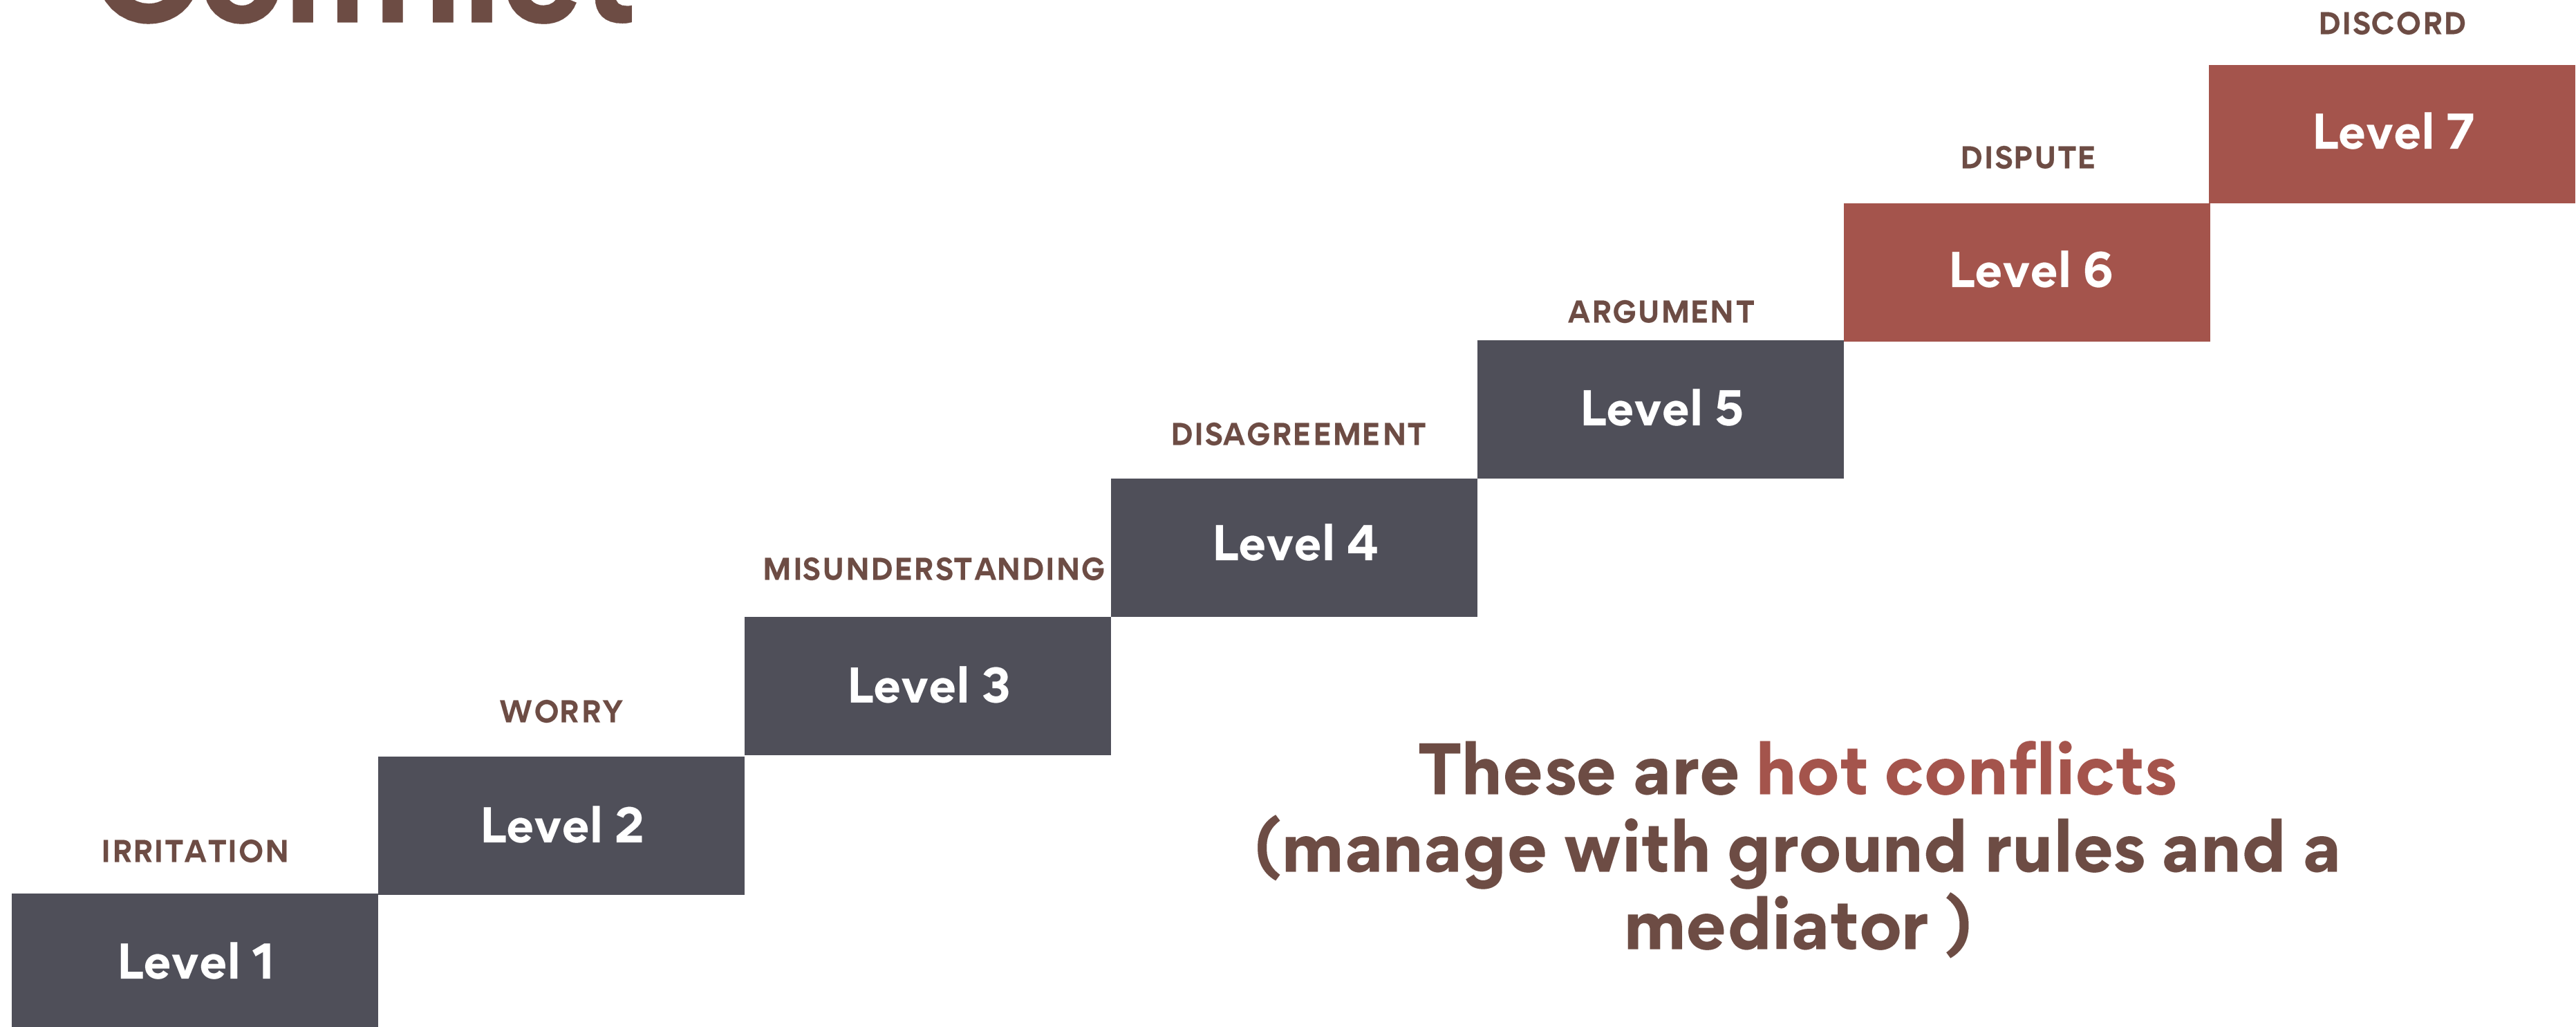 Conflict
DISCORD
Level 7
DISPUTE
Level 6
ARGUMENT
Level 5
DISAGREEMENT
Level 4
MISUNDERSTANDING
Level 3
WORRY
Level 2
IRRITATION
Level 1
These are hot conflicts
(manage with ground rules and a
mediator )